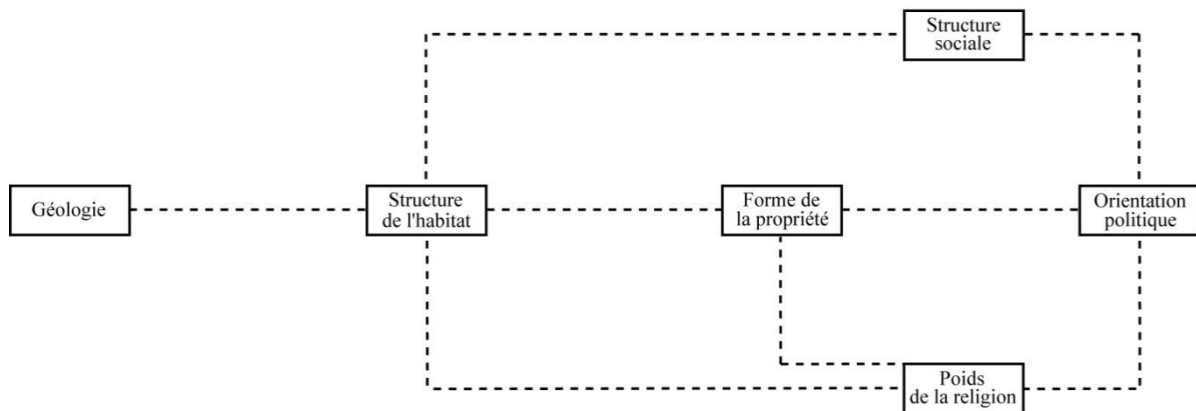 Structure
sociale
Géologie
Structure
de l'habitat
Forme de
la propriété
Orientation
politique
Poids
de la religion